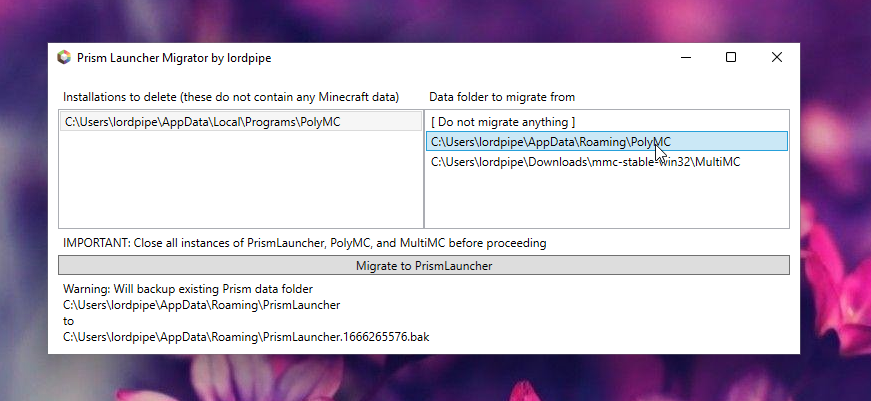 Prism Launcher Migrator by lordpipe
Installations to delete (these do not contain any Minecraft data)
Data folder to migrate from
C:\Users\lordpipe\AppData\Local\Programs\PolyMC
[ Do not migrate anything ]
C:\Users\lordpipe\AppData\Roaming\PolyMC
C:\Users\lordpipe\Downloads\mmc-stable-win32\MultiMC
IMPORTANT: Close all instances of PrismLauncher, PolyMC, and MultiMC before proceeding
Migrate to PrismLauncher
Warning: Will backup existing Prism data folder
C:\Users\lordpipe\AppData\Roaming\PrismLauncher
to
C:\Users\lordpipe\AppData\Roaming\PrismLauncher.1666265576.bak